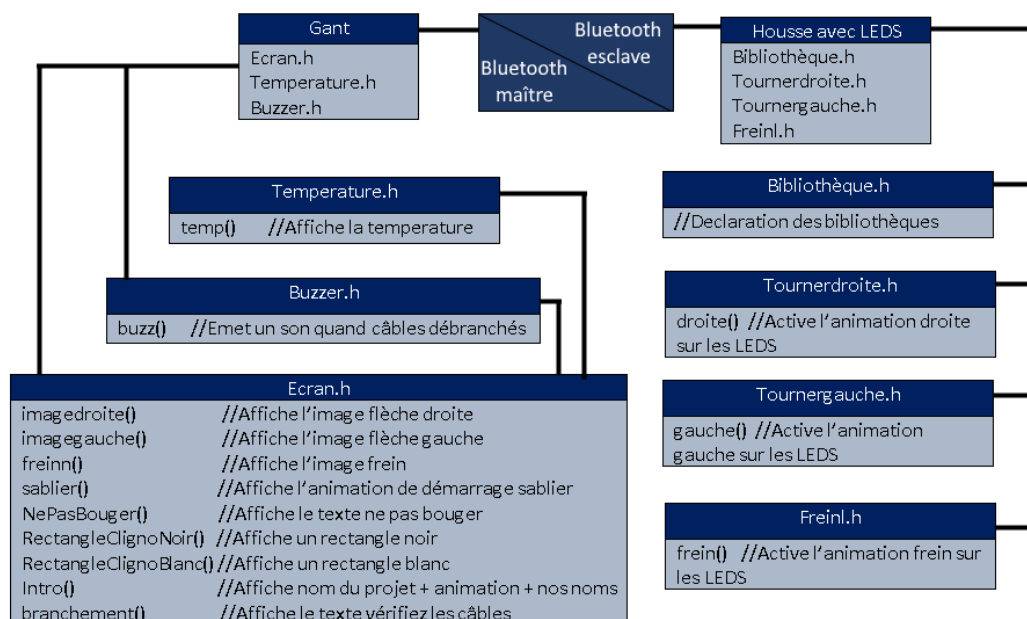 Gant
Ecran.h
Temperature.h
Buzzer.h
Bluetooth
esclave
Bluetooth
maître
Housse avec LEDS
Bibliothèque.h
Tournerdroite.h
Tournergauche.h
Freinl.h
Temperature.h
temp() //Affiche la temperature
Buzzer.h
buzz() //Emet un son quand câbles débranchés
Ecran.h
imagedroite() //Affiche l'image flèche droite
imagegauche() //Affiche l'image flèche gauche
freinn() //Affiche l'image frein
sablier() //Affiche l'animation de démarrage sablier
NePasBouger() //Affiche le texte ne pas bouger
RectangleClignoNoir() //Affiche un rectangle noir
RectangleClignoBlanc() //Affiche un rectangle blanc
Intro() //Affiche nom du projet + animation + nos noms
branchement() //Affiche le texte vérifiez les câbles
Bibliothèque.h
//Declaration des bibliothèques
Tournerdroite.h
droite() //Active l'animation droite
sur les LEDS
Tournergauche.h
gauche() //Active l'animation
gauche sur les LEDS
Freinl.h
frein() //Active l'animation frein sur
les LEDS